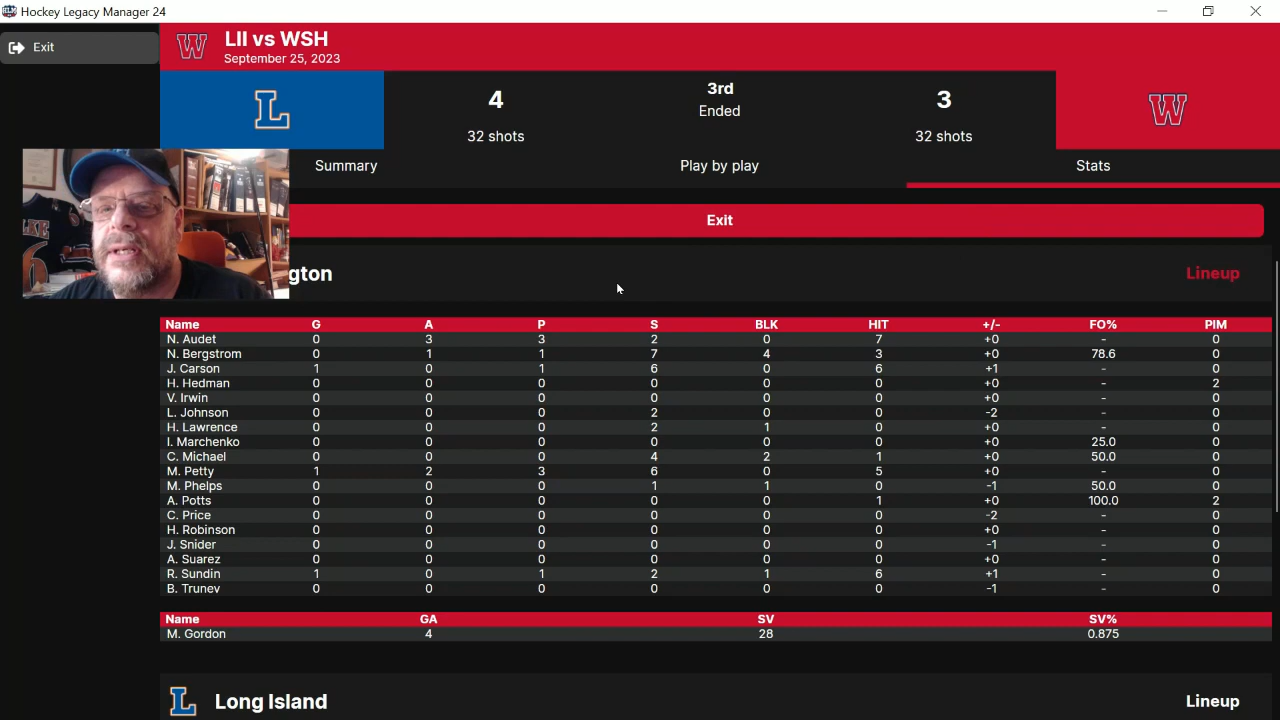 Hockey Legacy Manager 24
Exit
LII vs WSH
September 25, 2023
4 3rd 3
Ended
32 shots 32 shots
Summary Play by play Stats
Exit
gton Lineup
Name G A P S BLK HIT +/- FO% PIM
N. Audet 0 3 3 2 0 7 +0 - 0
N. Bergstrom 0 1 1 7 4 3 +0 78.6 0
J. Carson 1 0 1 6 0 6 +1 - 0
H. Hedman 0 0 0 0 0 0 +0 - 2
V. Irwin 0 0 0 0 0 0 +0 - 0
L. Johnson 0 0 0 2 0 0 -2 - 0
H. Lawrence 0 0 0 2 1 0 +0 - 0
I. Marchenko 0 0 0 0 0 0 +0 25.0 0
C. Michael 0 0 0 4 2 1 +0 50.0 0
M. Petty 1 2 3 6 0 5 +0 - 0
M. Phelps 0 0 0 1 1 0 -1 50.0 0
A. Potts 0 0 0 0 0 1 +0 100.0 2
C. Price 0 0 0 0 0 0 -2 - 0
H. Robinson 0 0 0 0 0 0 +0 - 0
J. Snider 0 0 0 0 0 0 -1 - 0
A. Suarez 0 0 0 0 0 0 +0 - 0
R. Sundin 1 0 1 2 1 6 +1 - 0
B. Trunev 0 0 0 0 0 0 -1 - 0
Name GA SV SV%
M. Gordon 4 28 0.875
L Long Island Lineup